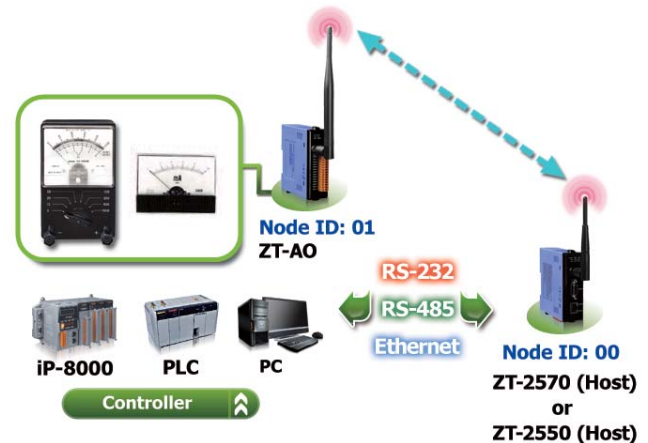 Node ID: 01
ZT-AO
RS-232
RS-485
Ethernet
iP-8000
PLC
PC
Controller
Node ID: 00
ZT-2570 (Host)
or
ZT-2550 (Host)